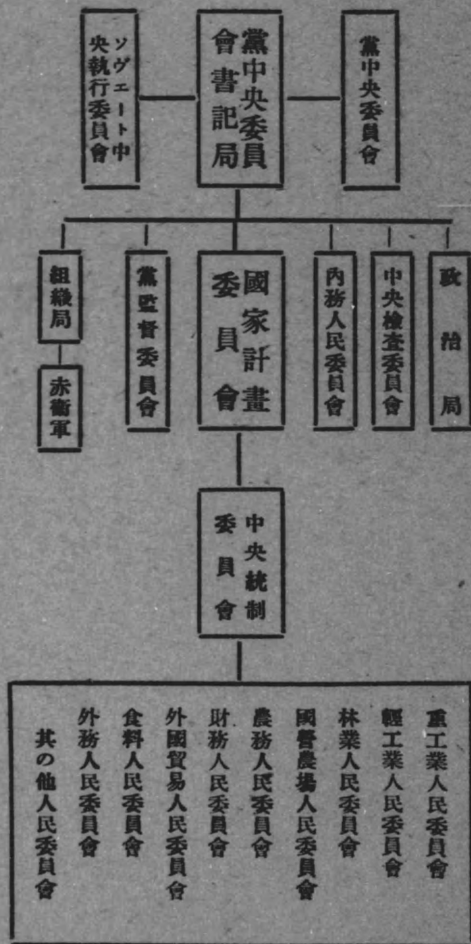 黨中央委員會
黨中央委員
會書記局
ソヴエート中
央執行委員會
政治局
中央檢査委員會
內務人民委員會
國家計畫
委員會
黨監督委員會
組織局
赤衞軍
中央統制
委員會
重工業人民委員會
輕工業人民委員會
林業人民委員會
國營農場人民委員會
農務人民委員會
財務人民委員會
外國貿易人民委員會
食料人民委員會
外務人民委員會
其の他人民委員會